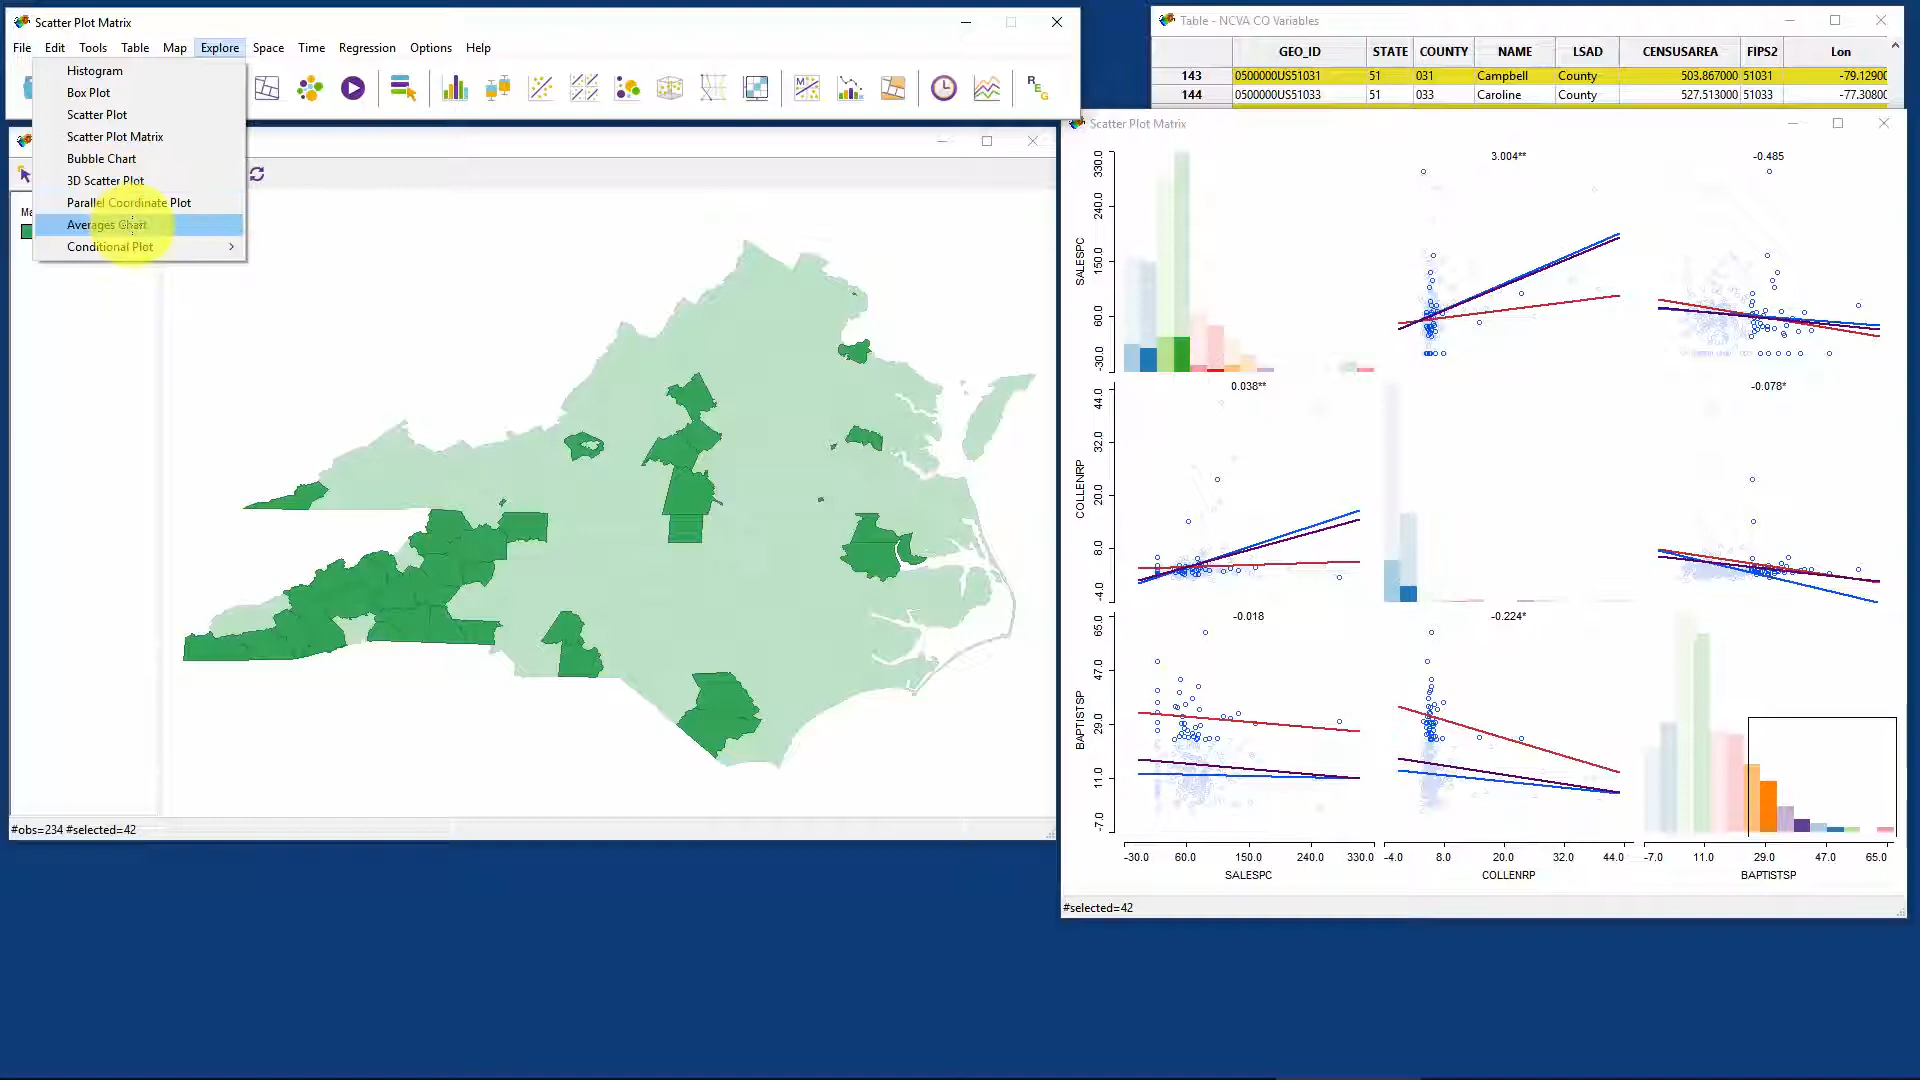 Scatter Plot Matrix
File Edit Tools Table Map Explore Space Time Regression Options Help
Histogram
Box Plot
Scatter Plot
Scatter Plot Matrix
Bubble Chart
3D Scatter Plot
Parallel Coordinate Plot
Averages Chart
Conditional Plot
#obs=234 #selected=42
Table - NCVA CO Variables
GEO_ID STATE COUNTY NAME LSAD CENSUSAREA FIPS2 Lon
143 0500000US51031 51 031 Campbell County 503.867000 51031 -79.12900
144 0500000US51033 51 033 Caroline County 527.513000 51033 -77.30800
Scatter Plot Matrix
3.004** -0.485
SALESPC
330.0
240.0
150.0
60.0
-30.0
0.038** -0.078*
COLLENRP
44.0
32.0
20.0
8.0
-4.0
-0.018 -0.224*
BAPTISTSP
65.0
47.0
29.0
11.0
-7.0
-30.0 60.0 150.0 240.0 330.0 -4.0 8.0 20.0 32.0 44.0 -7.0 11.0 29.0 47.0 65.0
SALESPC COLLENRP BAPTISTSP
#selected=42